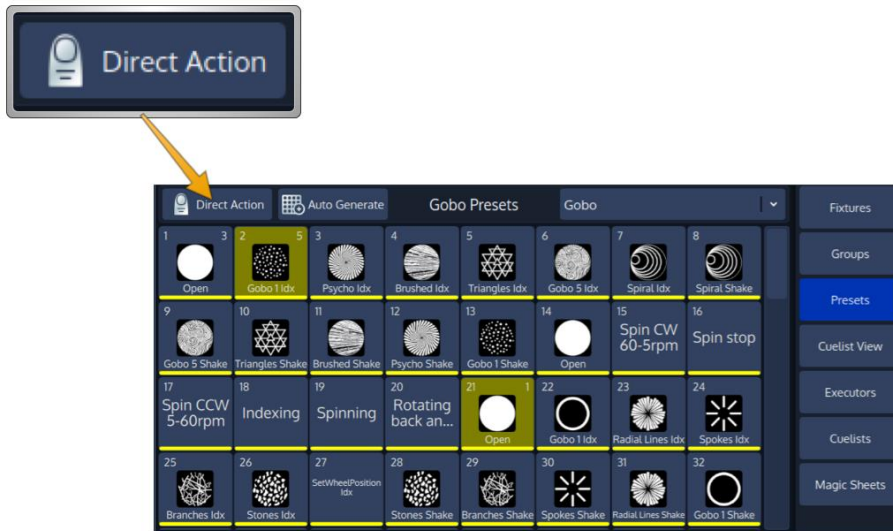 Direct Action
Direct Action
Auto Generate
Gobo Presets
Gobo
Fixtures
Groups
Presets
Cuelist View
Executors
Cuelists
Magic Sheets
1 3
Open
2 5
Gobo 1 Idx
3
Psycho Idx
4
Brushed Idx
5
Triangles Idx
6
Gobo 5 Idx
7
Spiral Idx
8
Spiral Shake
9
Gobo 5 Shake
10
Triangles Shake
11
Brushed Shake
12
Psycho Shake
13
Gobo 1 Shake
14
Open
15
Spin CW
60-5rpm
16
Spin stop
17
Spin CCW
5-60rpm
18
Indexing
19
Spinning
20
Rotating
back an...
21 1
Open
22
Gobo 1 Idx
23
Radial Lines Idx
24
Spokes Idx
25
Branches Idx
26
Stones Idx
27
SetWheelPosition
Idx
28
Stones Shake
29
Branches Shake
30
Spokes Shake
31
Radial Lines Shake
32
Gobo 1 Shake